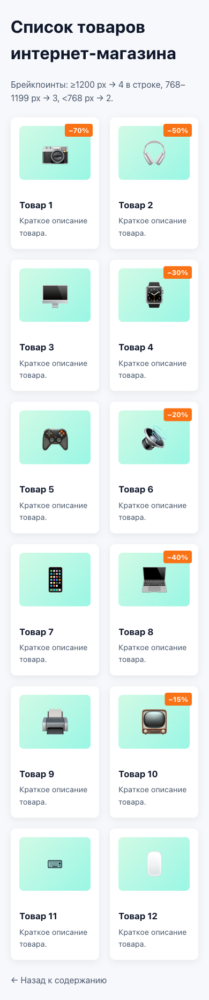 Список товаров
интернет-магазина
Брейкпоинты: ≥1200 px → 4 в строке, 768–
1199 px → 3, <768 px → 2.
−70%
Товар 1
Краткое описание
товара.
−50%
Товар 2
Краткое описание
товара.
Товар 3
Краткое описание
товара.
−30%
Товар 4
Краткое описание
товара.
Товар 5
Краткое описание
товара.
−20%
Товар 6
Краткое описание
товара.
Товар 7
Краткое описание
товара.
−40%
Товар 8
Краткое описание
товара.
Товар 9
Краткое описание
товара.
−15%
Товар 10
Краткое описание
товара.
Товар 11
Краткое описание
товара.
Товар 12
Краткое описание
товара.
← Назад к содержанию